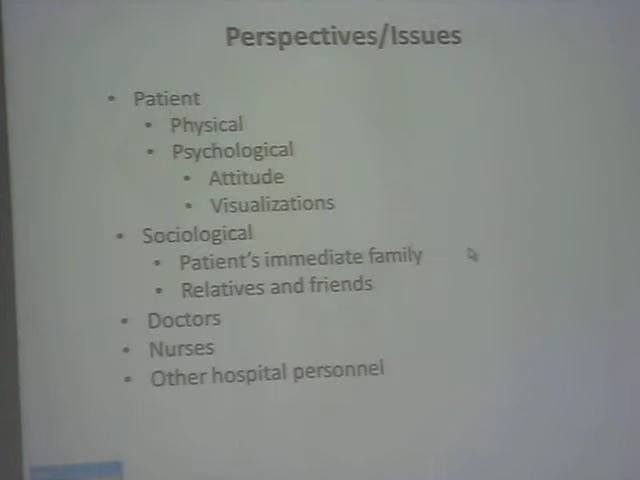 Perspectives/Issues
• Patient
• Physical
• Psychological
• Attitude
• Visualizations
• Sociological
• Patient's immediate family
• Relatives and friends
• Doctors
• Nurses
• Other hospital personnel